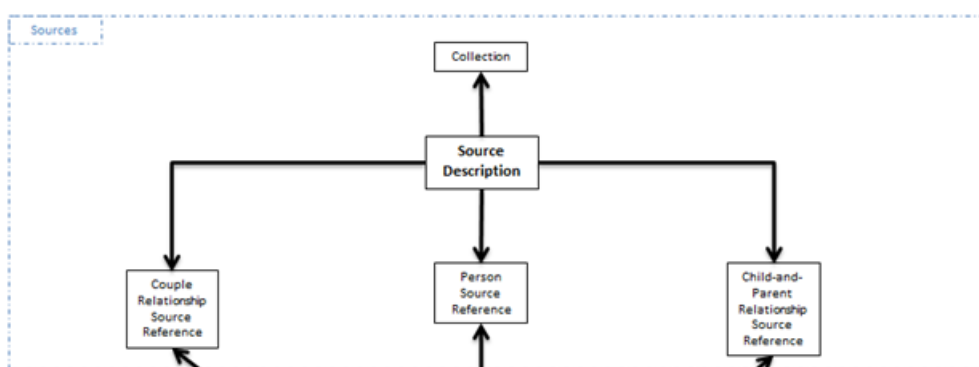 Sources
Collection
Source
Description
Couple
Relationship
Source
Reference
Person
Source
Reference
Child-and-
Parent
Relationship
Source
Reference